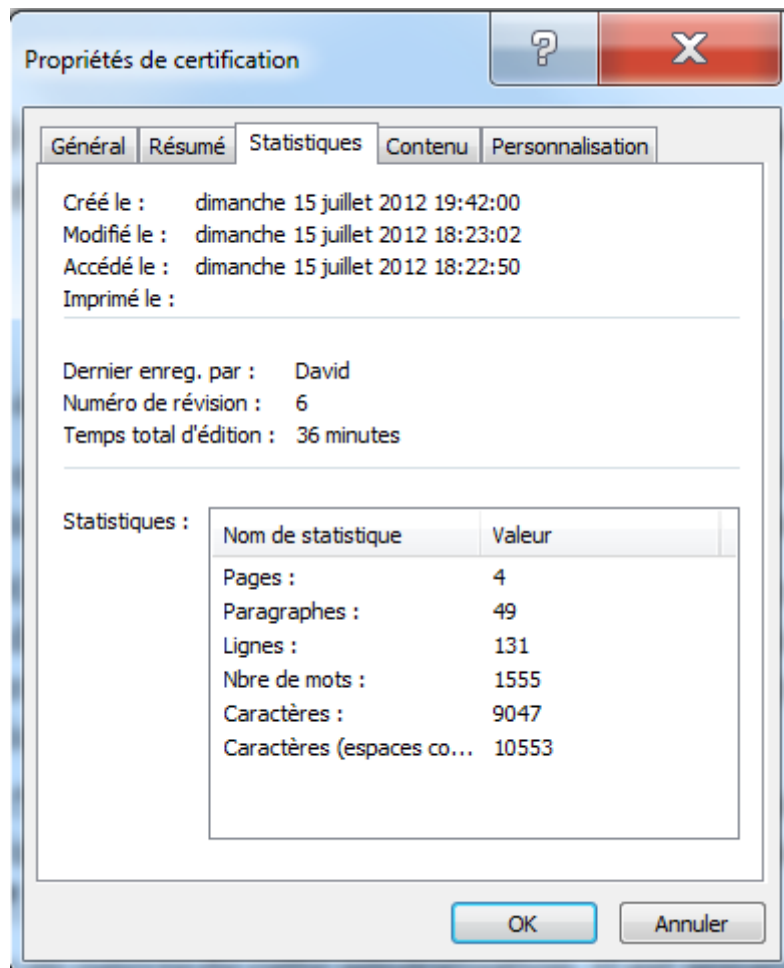 Propriétés de certification
Général Résumé Statistiques Contenu Personnalisation
Créé le : dimanche 15 juillet 2012 19:42:00
Modifié le : dimanche 15 juillet 2012 18:23:02
Accédé le : dimanche 15 juillet 2012 18:22:50
Imprimé le :
Dernier enreg. par : David
Numéro de révision : 6
Temps total d'édition : 36 minutes
Statistiques :
Nom de statistique Valeur
Pages : 4
Paragraphes : 49
Lignes : 131
Nbre de mots : 1555
Caractères : 9047
Caractères (espaces co... 10553
OK Annuler